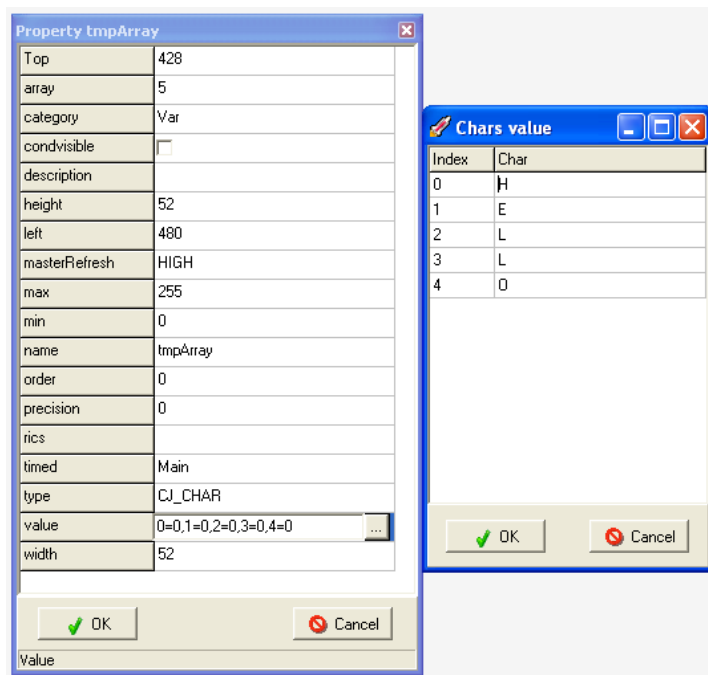 Property tmpArray
Top 428
array 5
category Var
condvisible
description
height 52
left 480
masterRefresh HIGH
max 255
min 0
name tmpArray
order 0
precision 0
rics
timed Main
type CJ_CHAR
value 0=0,1=0,2=0,3=0,4=0 ...
width 52
OK Cancel
Value
Chars value
Index Char
0 H
1 E
2 L
3 L
4 O
OK Cancel